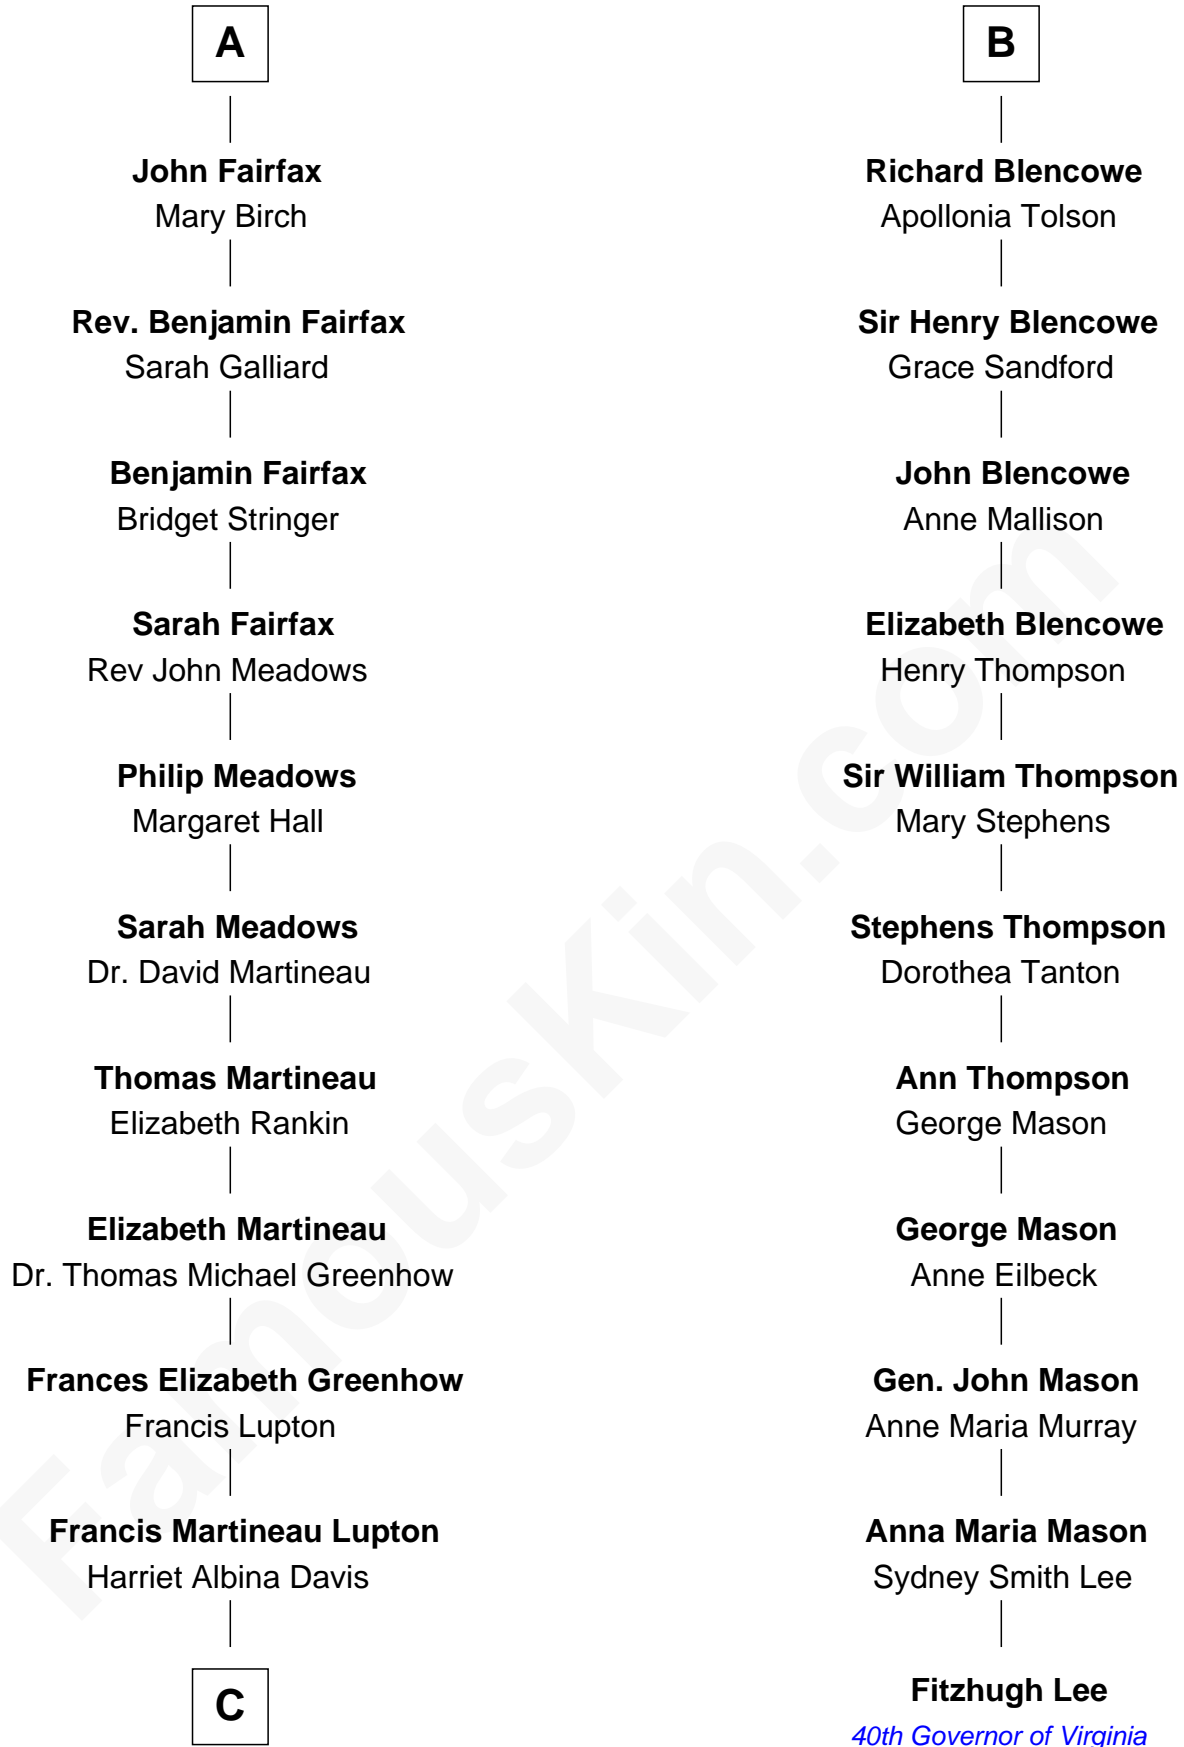 A
John Fairfax
Mary Birch
Rev. Benjamin Fairfax
Sarah Galliard
Benjamin Fairfax
Bridget Stringer
Sarah Fairfax
Rev John Meadows
Philip Meadows
Margaret Hall
Sarah Meadows
Dr. David Martineau
Thomas Martineau
Elizabeth Rankin
Elizabeth Martineau
Dr. Thomas Michael Greenhow
Frances Elizabeth Greenhow
Francis Lupton
Francis Martineau Lupton
Harriet Albina Davis
C
B
Richard Blencowe
Apollonia Tolson
Sir Henry Blencowe
Grace Sandford
John Blencowe
Anne Mallison
Elizabeth Blencowe
Henry Thompson
Sir William Thompson
Mary Stephens
Stephens Thompson
Dorothea Tanton
Ann Thompson
George Mason
George Mason
Anne Eilbeck
Gen. John Mason
Anne Maria Murray
Anna Maria Mason
Sydney Smith Lee
Fitzhugh Lee
40th Governor of Virginia
FamousKin.com